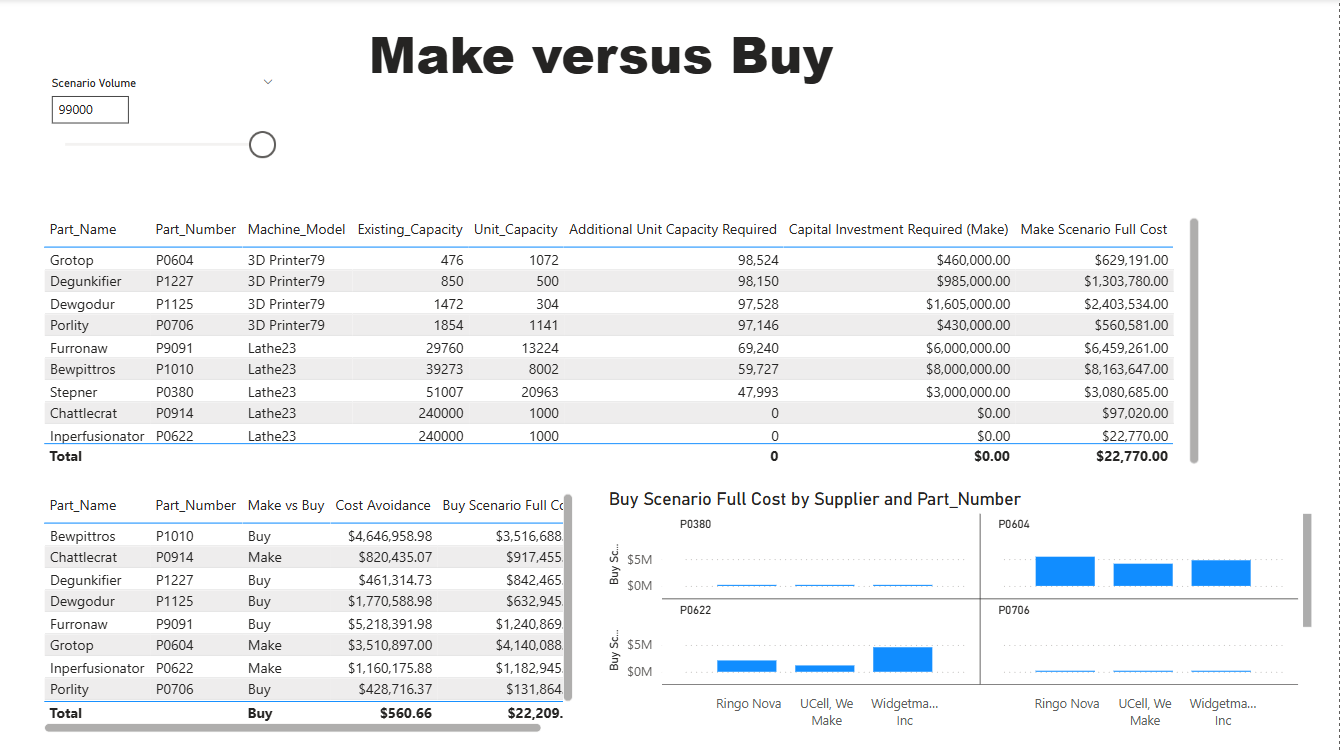 Make versus Buy
Scenario Volume
99000
Part_Name Part_Number Machine_Model Existing_Capacity Unit_Capacity Additional Unit Capacity Required Capital Investment Required (Make) Make Scenario Full Cost
Grotop P0604 3D Printer79 476 1072 98,524 $460,000.00 $629,191.00
Degunkifier P1227 3D Printer79 850 500 98,150 $985,000.00 $1,303,780.00
Dewgodur P1125 3D Printer79 1472 304 97,528 $1,605,000.00 $2,403,534.00
Porlity P0706 3D Printer79 1854 1141 97,146 $430,000.00 $560,581.00
Furronaw P9091 Lathe23 29760 13224 69,240 $6,000,000.00 $6,459,261.00
Bewpittros P1010 Lathe23 39273 8002 59,727 $8,000,000.00 $8,163,647.00
Stepner P0380 Lathe23 51007 20963 47,993 $3,000,000.00 $3,080,685.00
Chattlecrat P0914 Lathe23 240000 1000 0 $0.00 $97,020.00
Inperfusionator P0622 Lathe23 240000 1000 0 $0.00 $22,770.00
Total 0 $0.00 $22,770.00
Part_Name Part_Number Make vs Buy Cost Avoidance Buy Scenario Full Co
Bewpittros P1010 Buy $4,646,958.98 $3,516,688.
Chattlecrat P0914 Make $820,435.07 $917,455.
Degunkifier P1227 Buy $461,314.73 $842,465.
Dewgodur P1125 Buy $1,770,588.98 $632,945.
Furronaw P9091 Buy $5,218,391.98 $1,240,869.
Grotop P0604 Make $3,510,897.00 $4,140,088.
Inperfusionator P0622 Make $1,160,175.88 $1,182,945.
Porlity P0706 Buy $428,716.37 $131,864.
Total Buy $560.66 $22,209.
Buy Scenario Full Cost by Supplier and Part_Number
P0380 P0604
Buy Sc...
$5M
$0M
P0622 P0706
Buy Sc...
$5M
$0M
Ringo Nova UCell, We Widgetma... Ringo Nova UCell, We Widgetma...
Make Inc Make Inc